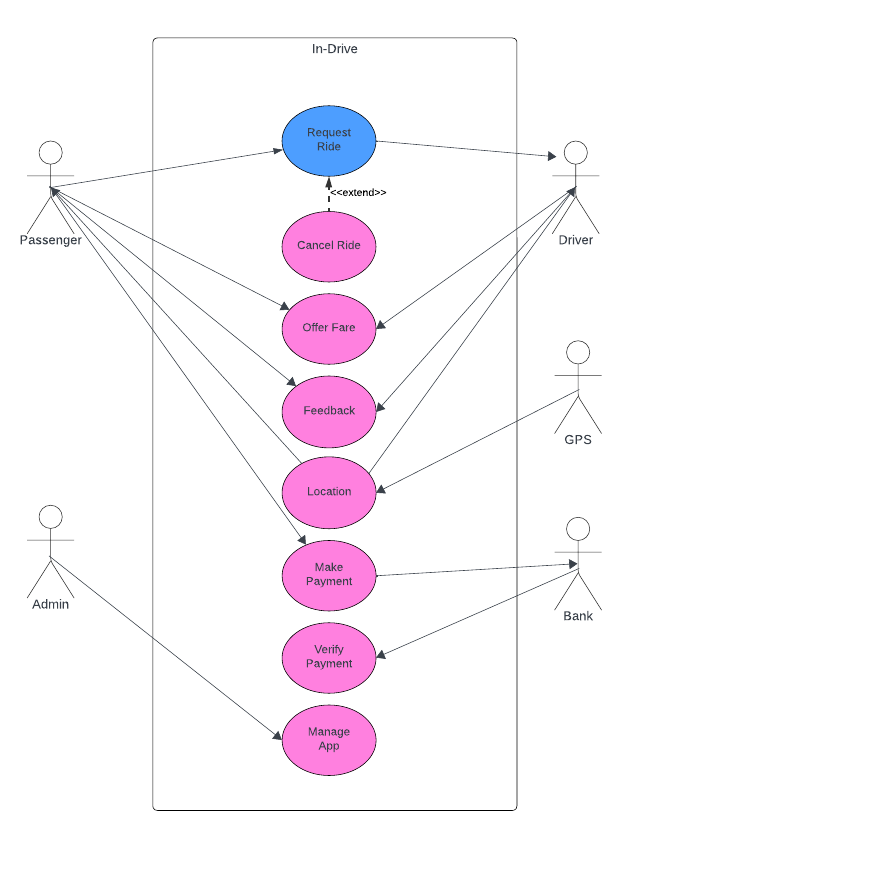 In-Drive
Request
Ride
<<extend>>
Passenger
Driver
Cancel Ride
Offer Fare
Feedback
GPS
Location
Make
Payment
Admin
Bank
Verify
Payment
Manage
App